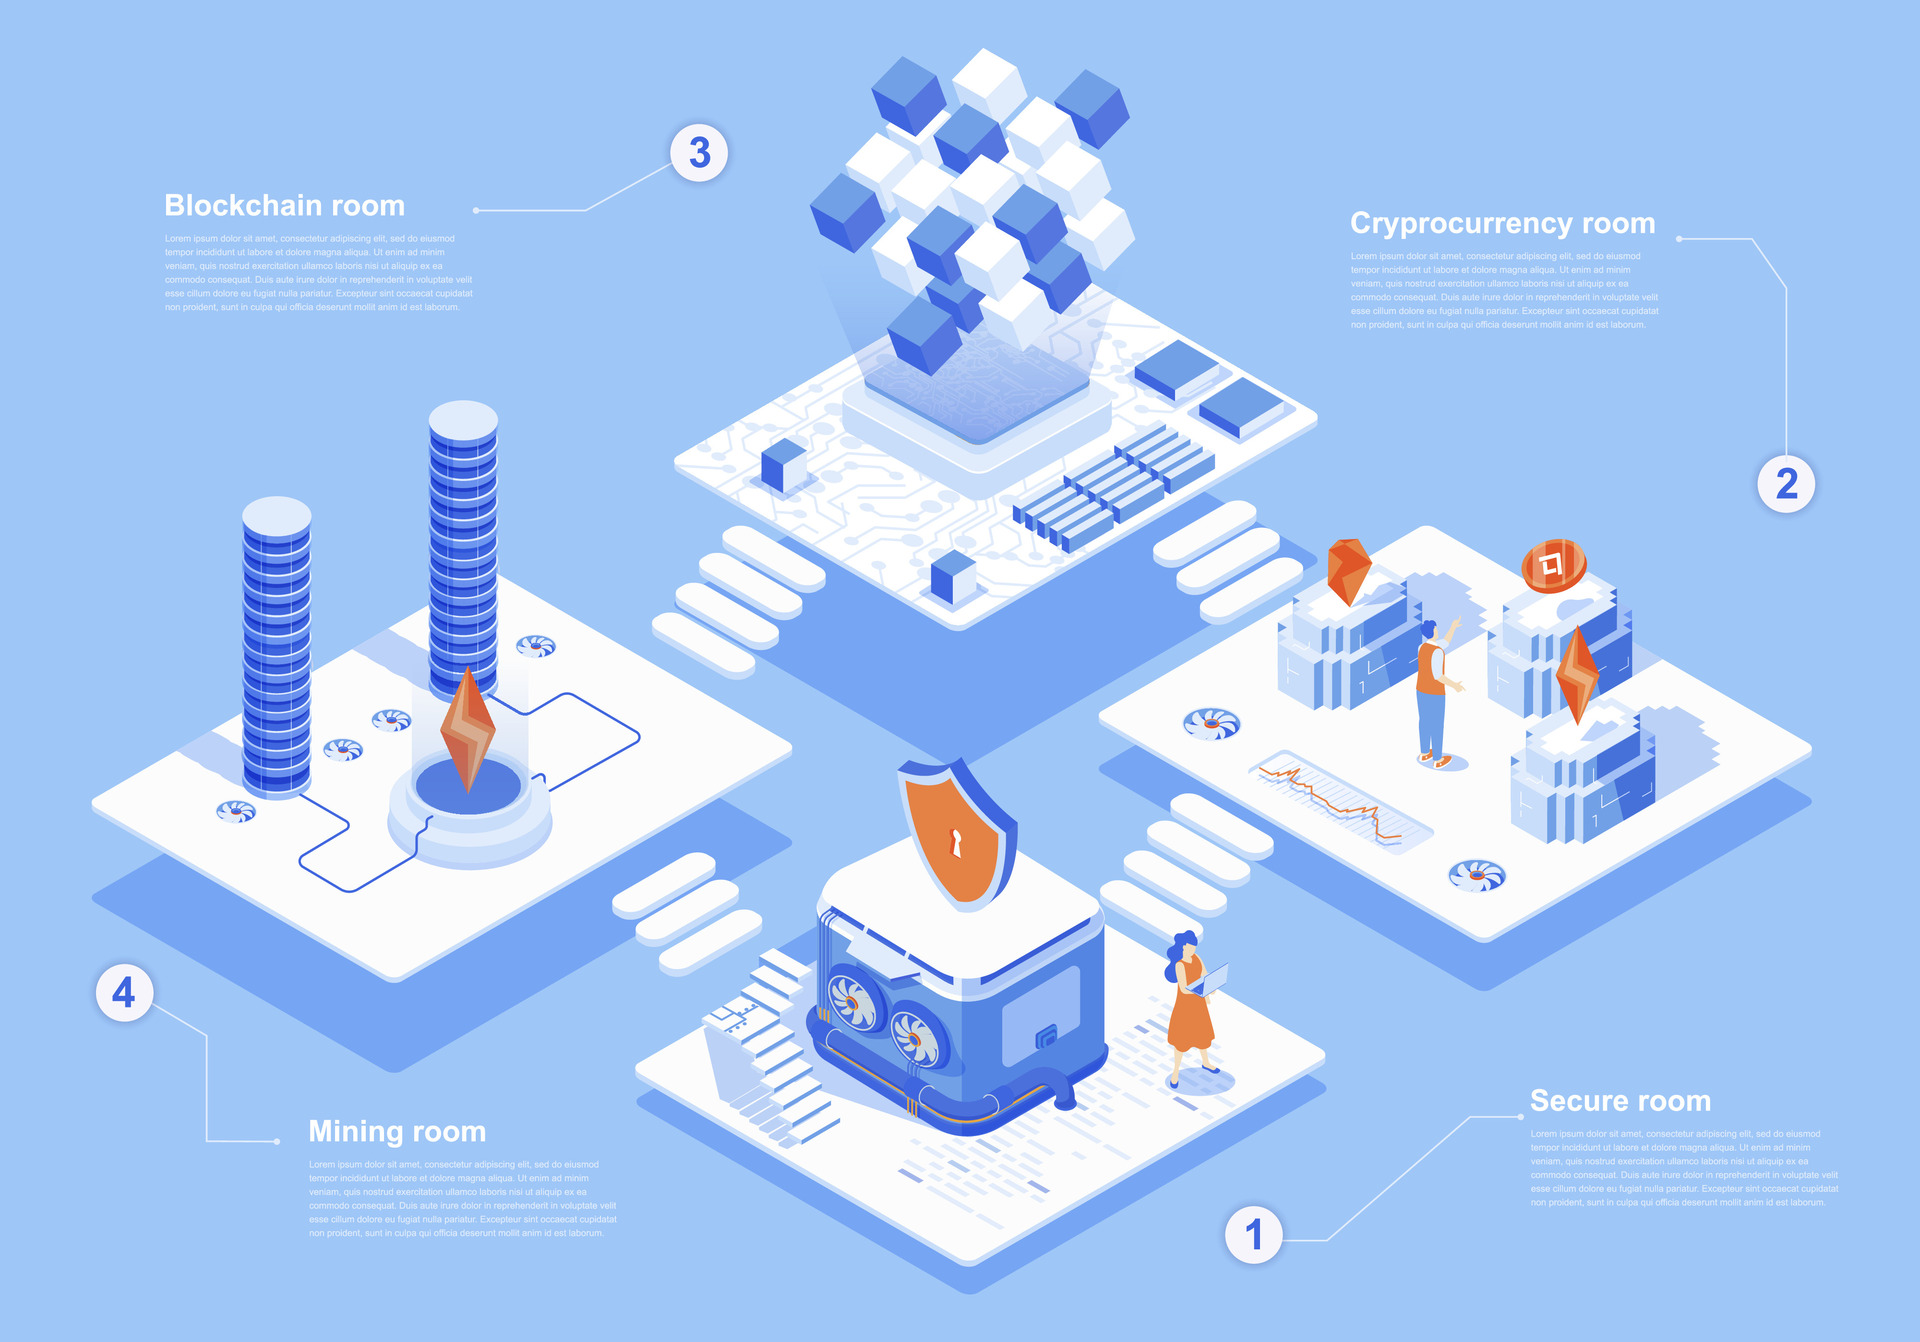 3
Blockchain room
Lorem ipsum dolor sit amet, consectetur adipiscing elit, sed do eiusmod
tempor incididunt ut labore et dolore magna aliqua. Ut enim ad minim
veniam, quis nostrud exercitation ullamco laboris nisi ut aliquip ex ea
commodo consequat. Duis aute irure dolor in reprehenderit in voluptate velit
esse cillum dolore eu fugiat nulla pariatur. Excepteur sint occaecat cupidatat
non proident, sunt in culpa qui officia deserunt mollit anim id est laborum.
Cryprocurrency room
Lorem ipsum dolor sit amet, consectetur adipiscing elit, sed do eiusmod
tempor incididunt ut labore et dolore magna aliqua. Ut enim ad minim
veniam, quis nostrud exercitation ullamco laboris nisi ut aliquip ex ea
commodo consequat. Duis aute irure dolor in reprehenderit in voluptate velit
esse cillum dolore eu fugiat nulla pariatur. Excepteur sint occaecat cupidatat
non proident, sunt in culpa qui officia deserunt mollit anim id est laborum.
2
4
Mining room
Lorem ipsum dolor sit amet, consectetur adipiscing elit, sed do eiusmod
tempor incididunt ut labore et dolore magna aliqua. Ut enim ad minim
veniam, quis nostrud exercitation ullamco laboris nisi ut aliquip ex ea
commodo consequat. Duis aute irure dolor in reprehenderit in voluptate velit
esse cillum dolore eu fugiat nulla pariatur. Excepteur sint occaecat cupidatat
non proident, sunt in culpa qui officia deserunt mollit anim id est laborum.
Secure room
Lorem ipsum dolor sit amet, consectetur adipiscing elit, sed do eiusmod
tempor incididunt ut labore et dolore magna aliqua. Ut enim ad minim
veniam, quis nostrud exercitation ullamco laboris nisi ut aliquip ex ea
commodo consequat. Duis aute irure dolor in reprehenderit in voluptate velit
esse cillum dolore eu fugiat nulla pariatur. Excepteur sint occaecat cupidatat
non proident, sunt in culpa qui officia deserunt mollit anim id est laborum.
1